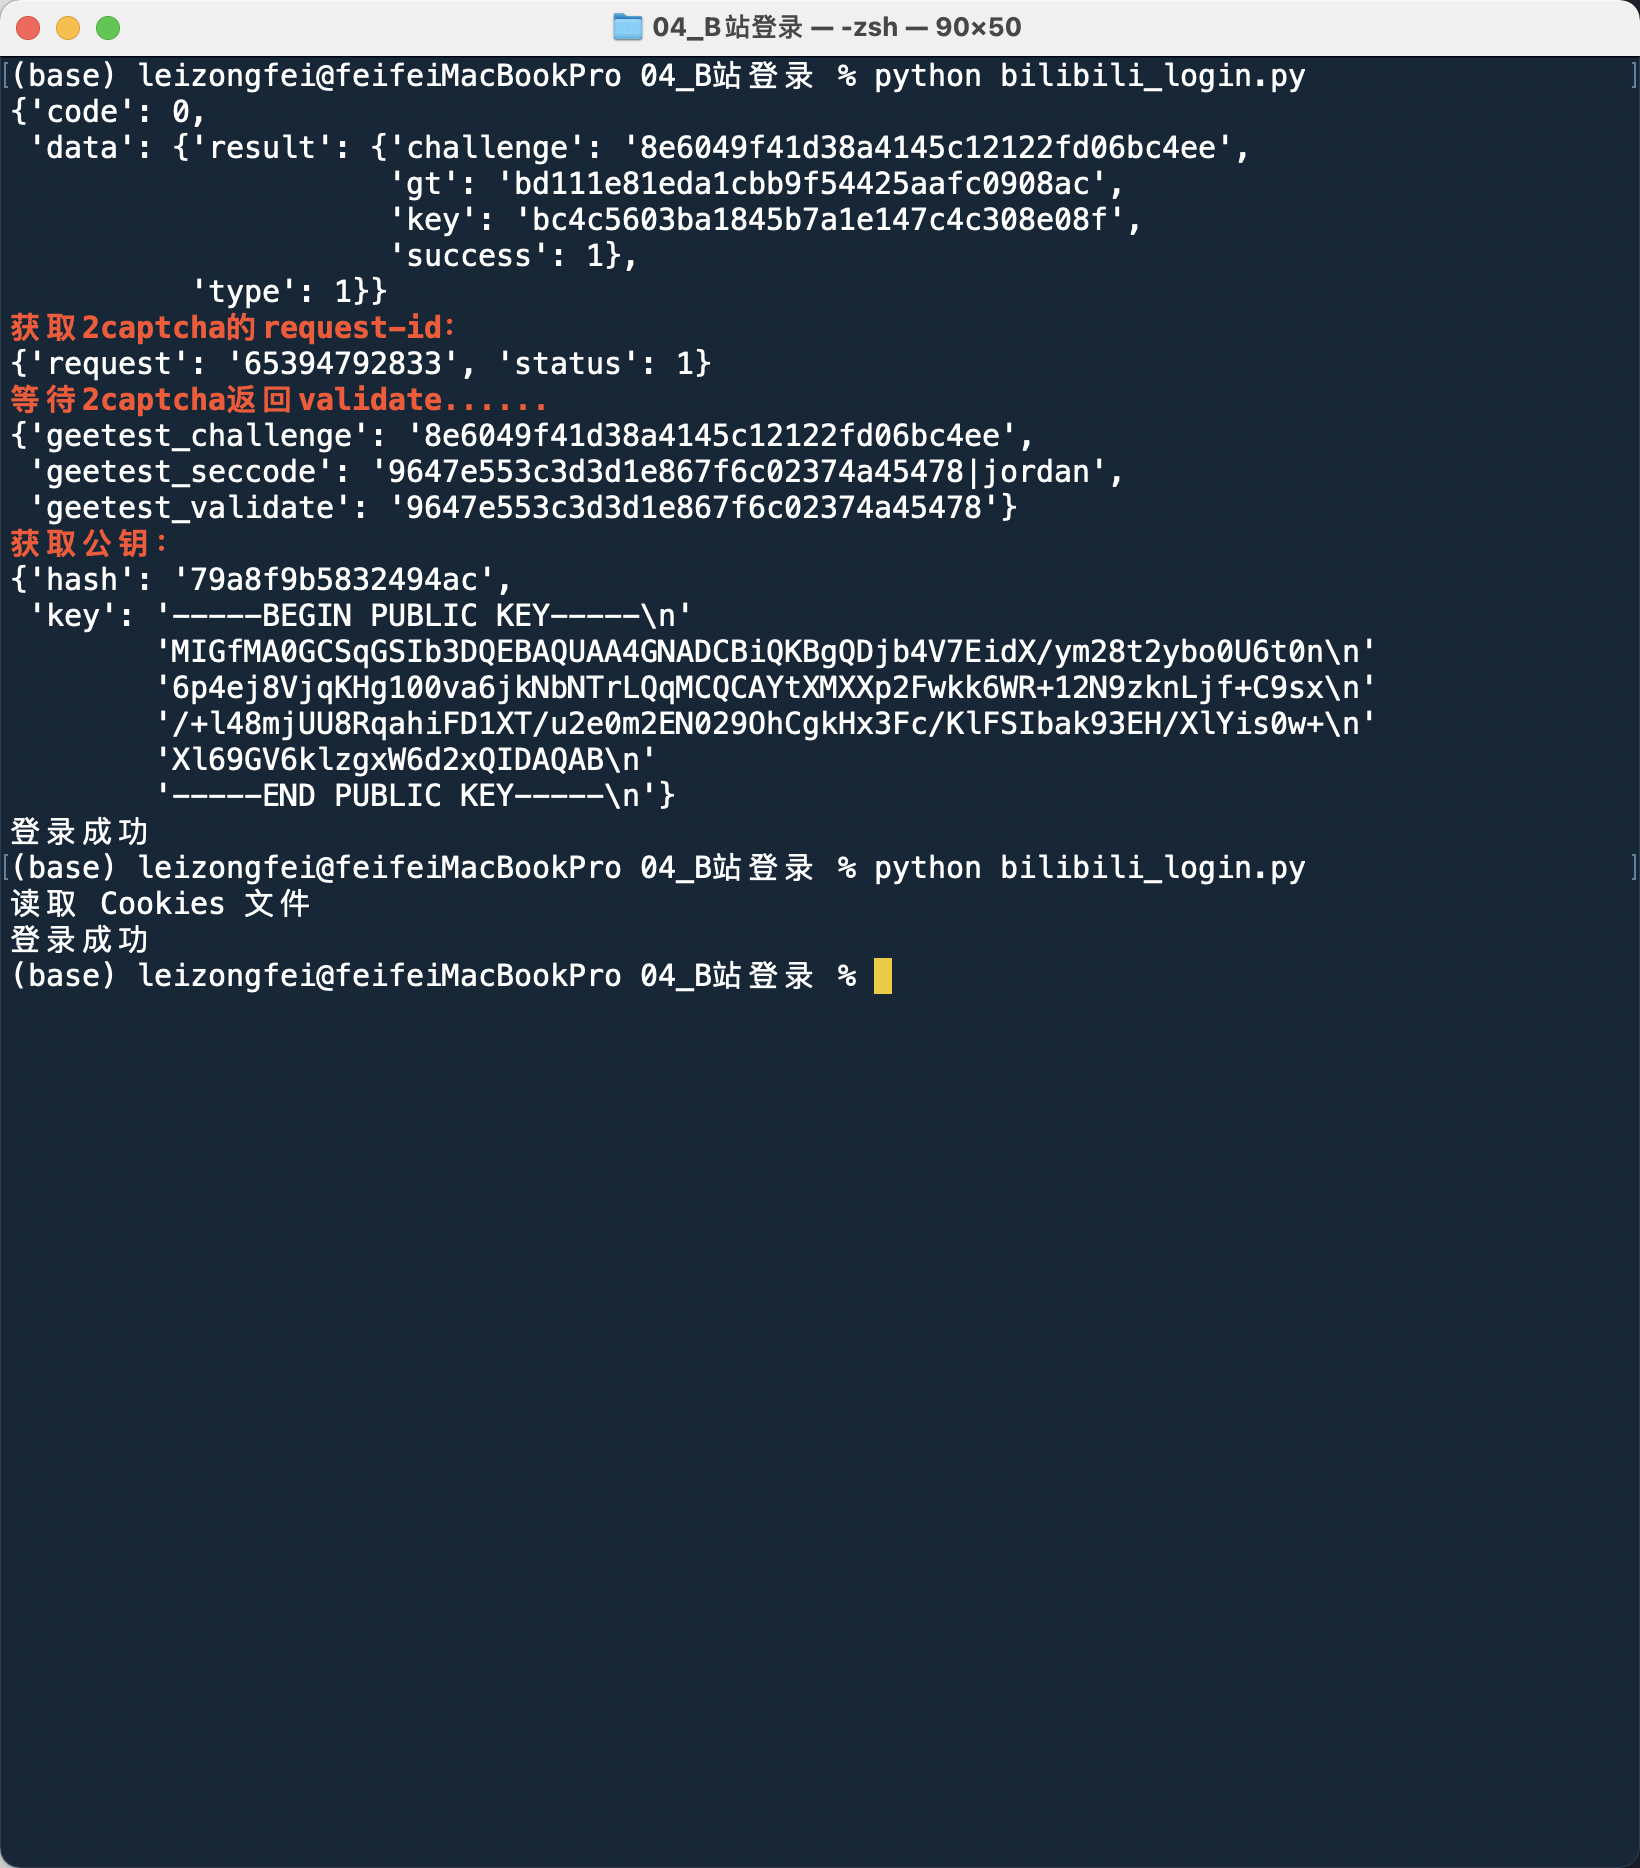 04_B站登录 — -zsh — 90×50
(base) leizongfei@feifeiMacBookPro 04_B站登录 % python bilibili_login.py
{'code': 0,
 'data': {'result': {'challenge': '8e6049f41d38a4145c12122fd06bc4ee',
                     'gt': 'bd111e81eda1cbb9f54425aafc0908ac',
                     'key': 'bc4c5603ba1845b7a1e147c4c308e08f',
                     'success': 1},
          'type': 1}}
获取2captcha的request-id：
{'request': '65394792833', 'status': 1}
等待2captcha返回validate......
{'geetest_challenge': '8e6049f41d38a4145c12122fd06bc4ee',
 'geetest_seccode': '9647e553c3d3d1e867f6c02374a45478|jordan',
 'geetest_validate': '9647e553c3d3d1e867f6c02374a45478'}
获取公钥：
{'hash': '79a8f9b5832494ac',
 'key': '-----BEGIN PUBLIC KEY-----\n'
        'MIGfMA0GCSqGSIb3DQEBAQUAA4GNADCBiQKBgQDjb4V7EidX/ym28t2ybo0U6t0n\n'
        '6p4ej8VjqKHg100va6jkNbNTrLQqMCQCAYtXMXXp2Fwkk6WR+12N9zknLjf+C9sx\n'
        '/+l48mjUU8RqahiFD1XT/u2e0m2EN029OhCgkHx3Fc/KlFSIbak93EH/XlYis0w+\n'
        'Xl69GV6klzgxW6d2xQIDAQAB\n'
        '-----END PUBLIC KEY-----\n'}
登录成功
(base) leizongfei@feifeiMacBookPro 04_B站登录 % python bilibili_login.py
读取 Cookies 文件
登录成功
(base) leizongfei@feifeiMacBookPro 04_B站登录 %